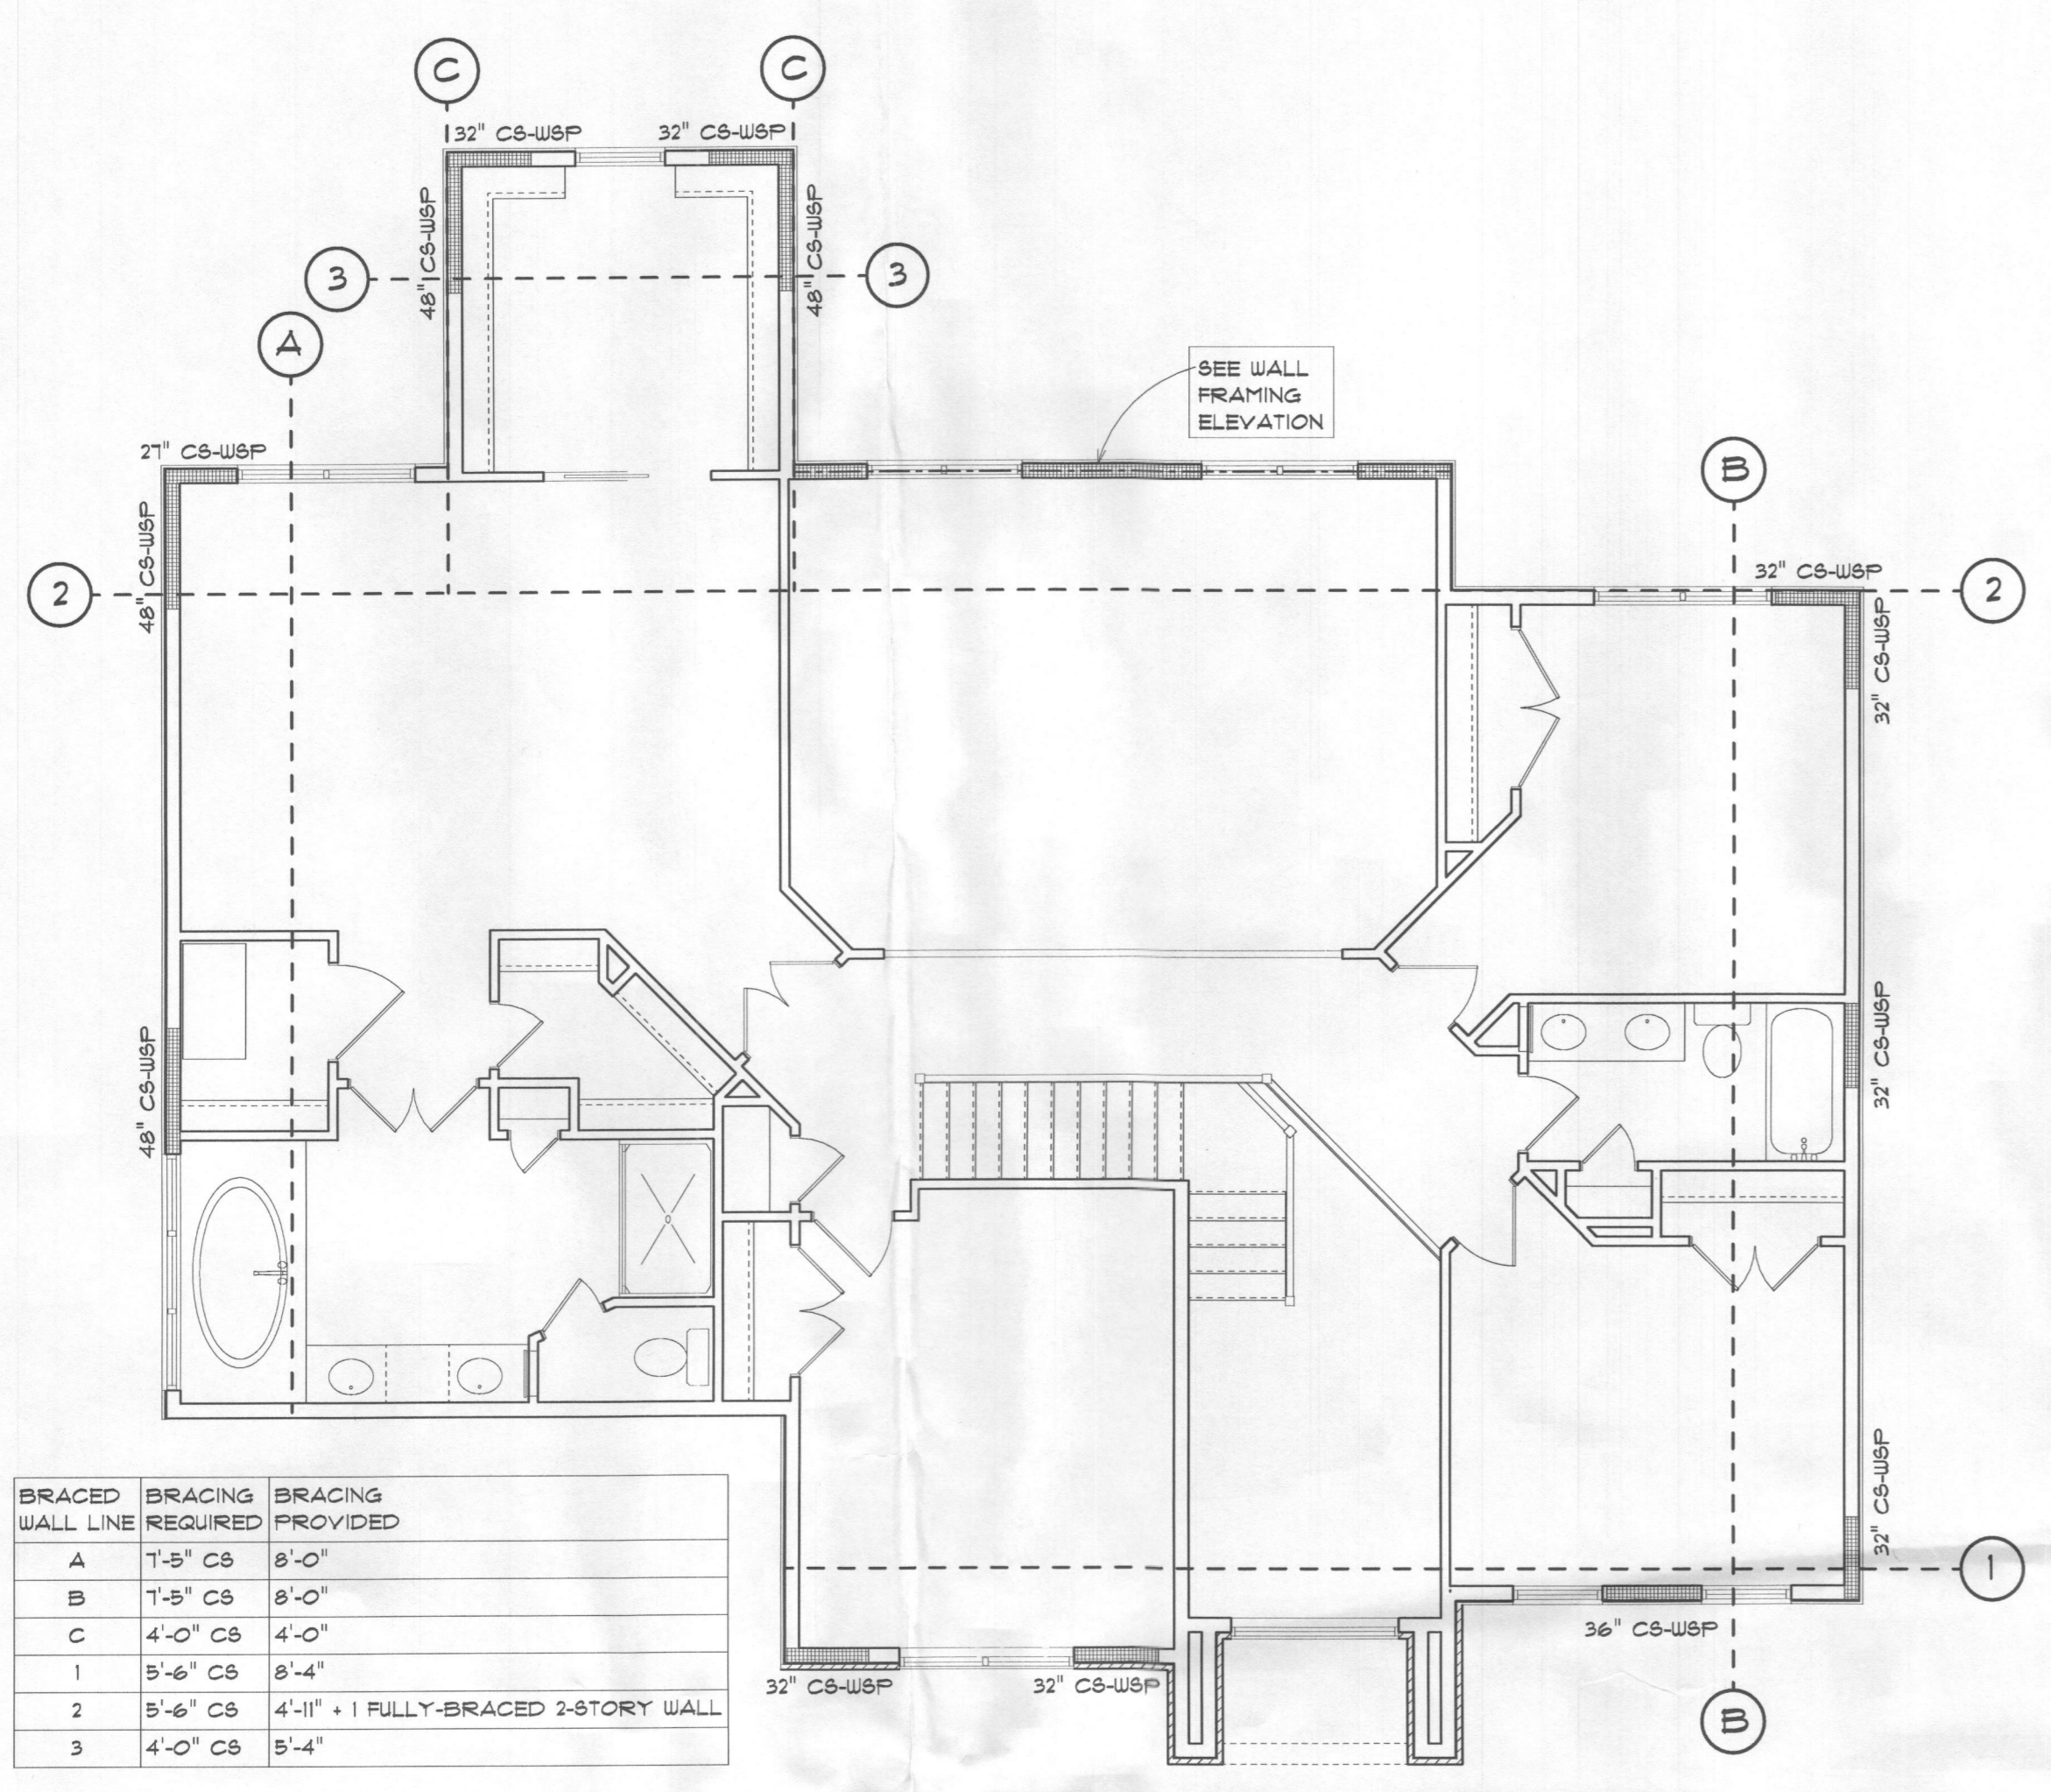 C
C
32" CS-WSP
32" CS-WSP
48" CS-WSP
48" CS-WSP
3
3
A
SEE WALL
FRAMING
ELEVATION
27" CS-WSP
B
48" CS-WSP
2
32" CS-WSP
2
32" CS-WSP
48" CS-WSP
32" CS-WSP
32" CS-WSP
1
36" CS-WSP
32" CS-WSP
32" CS-WSP
B
BRACED WALL LINE BRACING REQUIRED BRACING PROVIDED
A 7'-5" CS 8'-0"
B 7'-5" CS 8'-0"
C 4'-0" CS 4'-0"
1 5'-6" CS 8'-4"
2 5'-6" CS 4'-11" + 1 FULLY-BRACED 2-STORY WALL
3 4'-0" CS 5'-4"